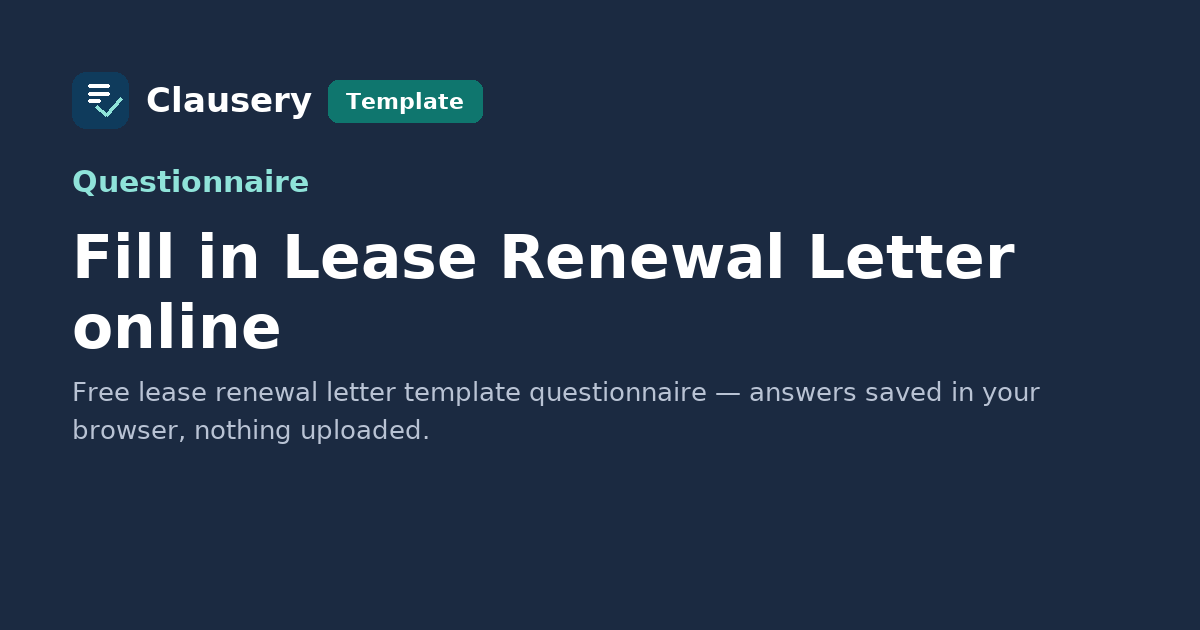 Clausery Template
Questionnaire
Fill in Lease Renewal Letter
online
Free lease renewal letter template questionnaire — answers saved in your
browser, nothing uploaded.